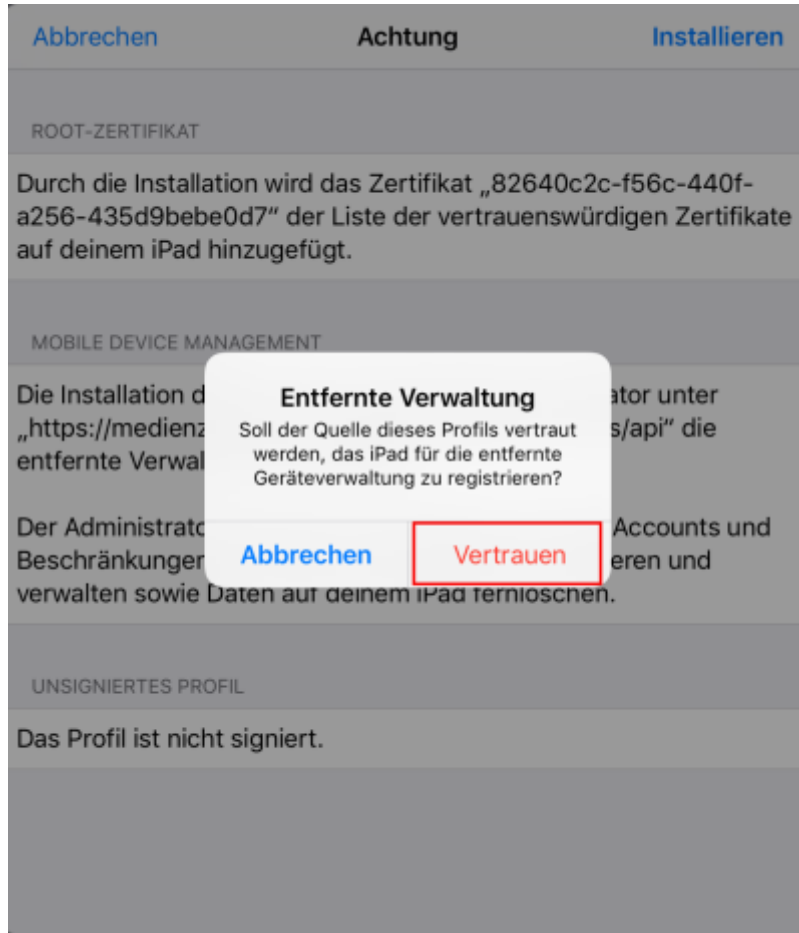 Abbrechen Achtung Installieren
ROOT-ZERTIFIKAT
Durch die Installation wird das Zertifikat „82640c2c-f56c-440f-
a256-435d9bebe0d7“ der Liste der vertrauenswürdigen Zertifikate
auf deinem iPad hinzugefügt.
MOBILE DEVICE MANAGEMENT
Die Installation d
ator unter
„https://medienz
s/api“ die
entfernte Verwal
Der Administrato
Accounts und
Beschränkungen
eren und
verwalten sowie Daten auf deinem iPad fernlöschen.
Entfernte Verwaltung
Soll der Quelle dieses Profils vertraut
werden, das iPad für die entfernte
Geräteverwaltung zu registrieren?
Abbrechen Vertrauen
UNSIGNIERTES PROFIL
Das Profil ist nicht signiert.